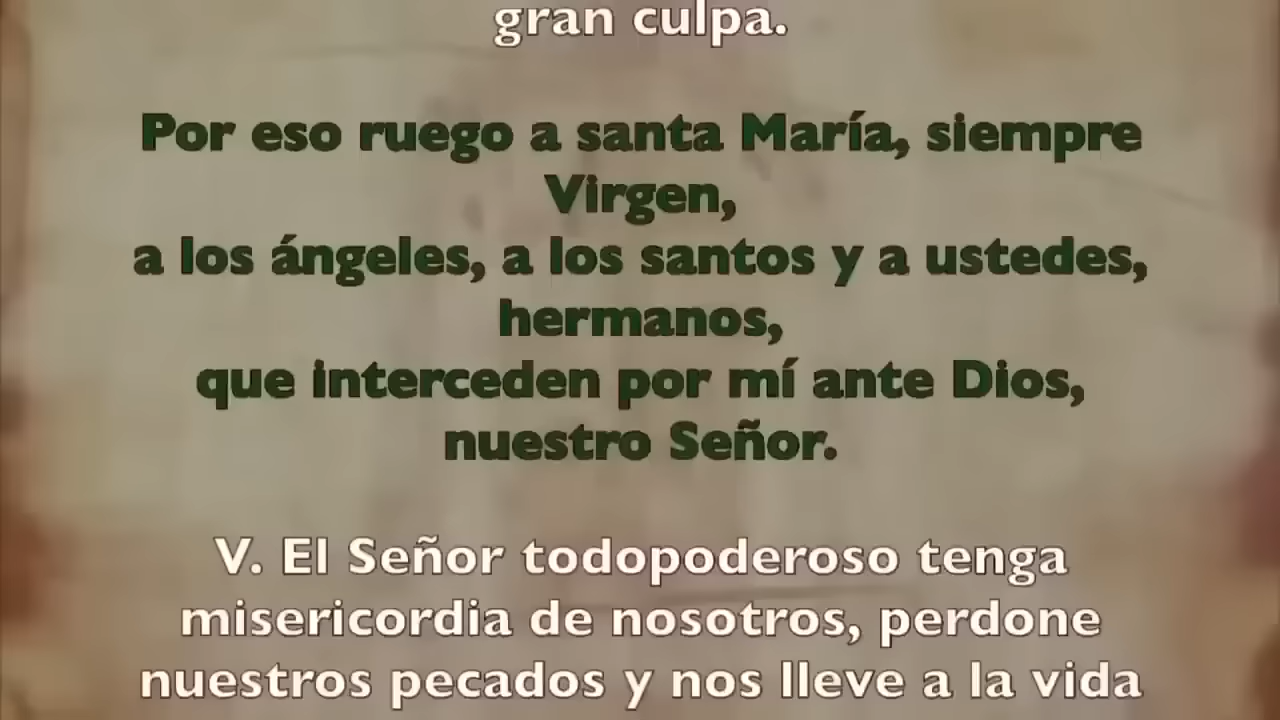 gran culpa.
Por eso ruego a santa María, siempre
Virgen,
a los ángeles, a los santos y a ustedes,
hermanos,
que interceden por mí ante Dios,
nuestro Señor.
V. El Señor todopoderoso tenga
misericordia de nosotros, perdone
nuestros pecados y nos lleve a la vida